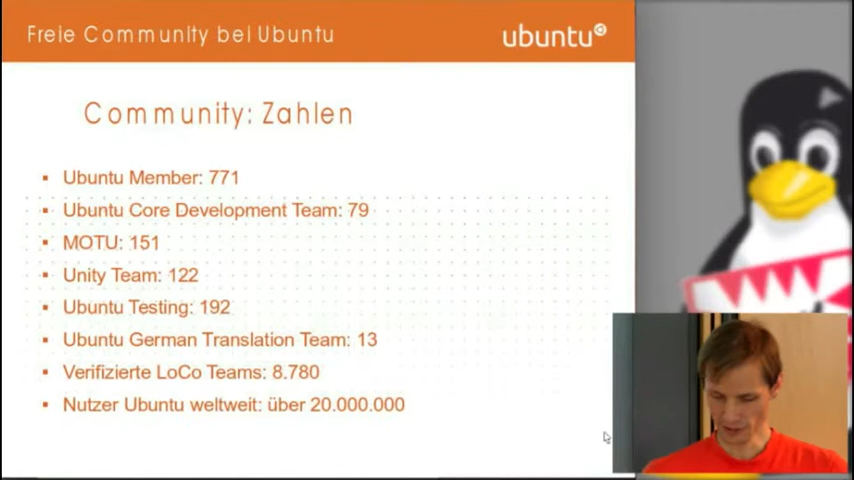 Freie Community bei Ubuntu
ubuntu
Community: Zahlen
Ubuntu Member: 771
Ubuntu Core Development Team: 79
MOTU: 151
Unity Team: 122
Ubuntu Testing: 192
Ubuntu German Translation Team: 13
Verifizierte LoCo Teams: 8.780
Nutzer Ubuntu weltweit: über 20.000.000